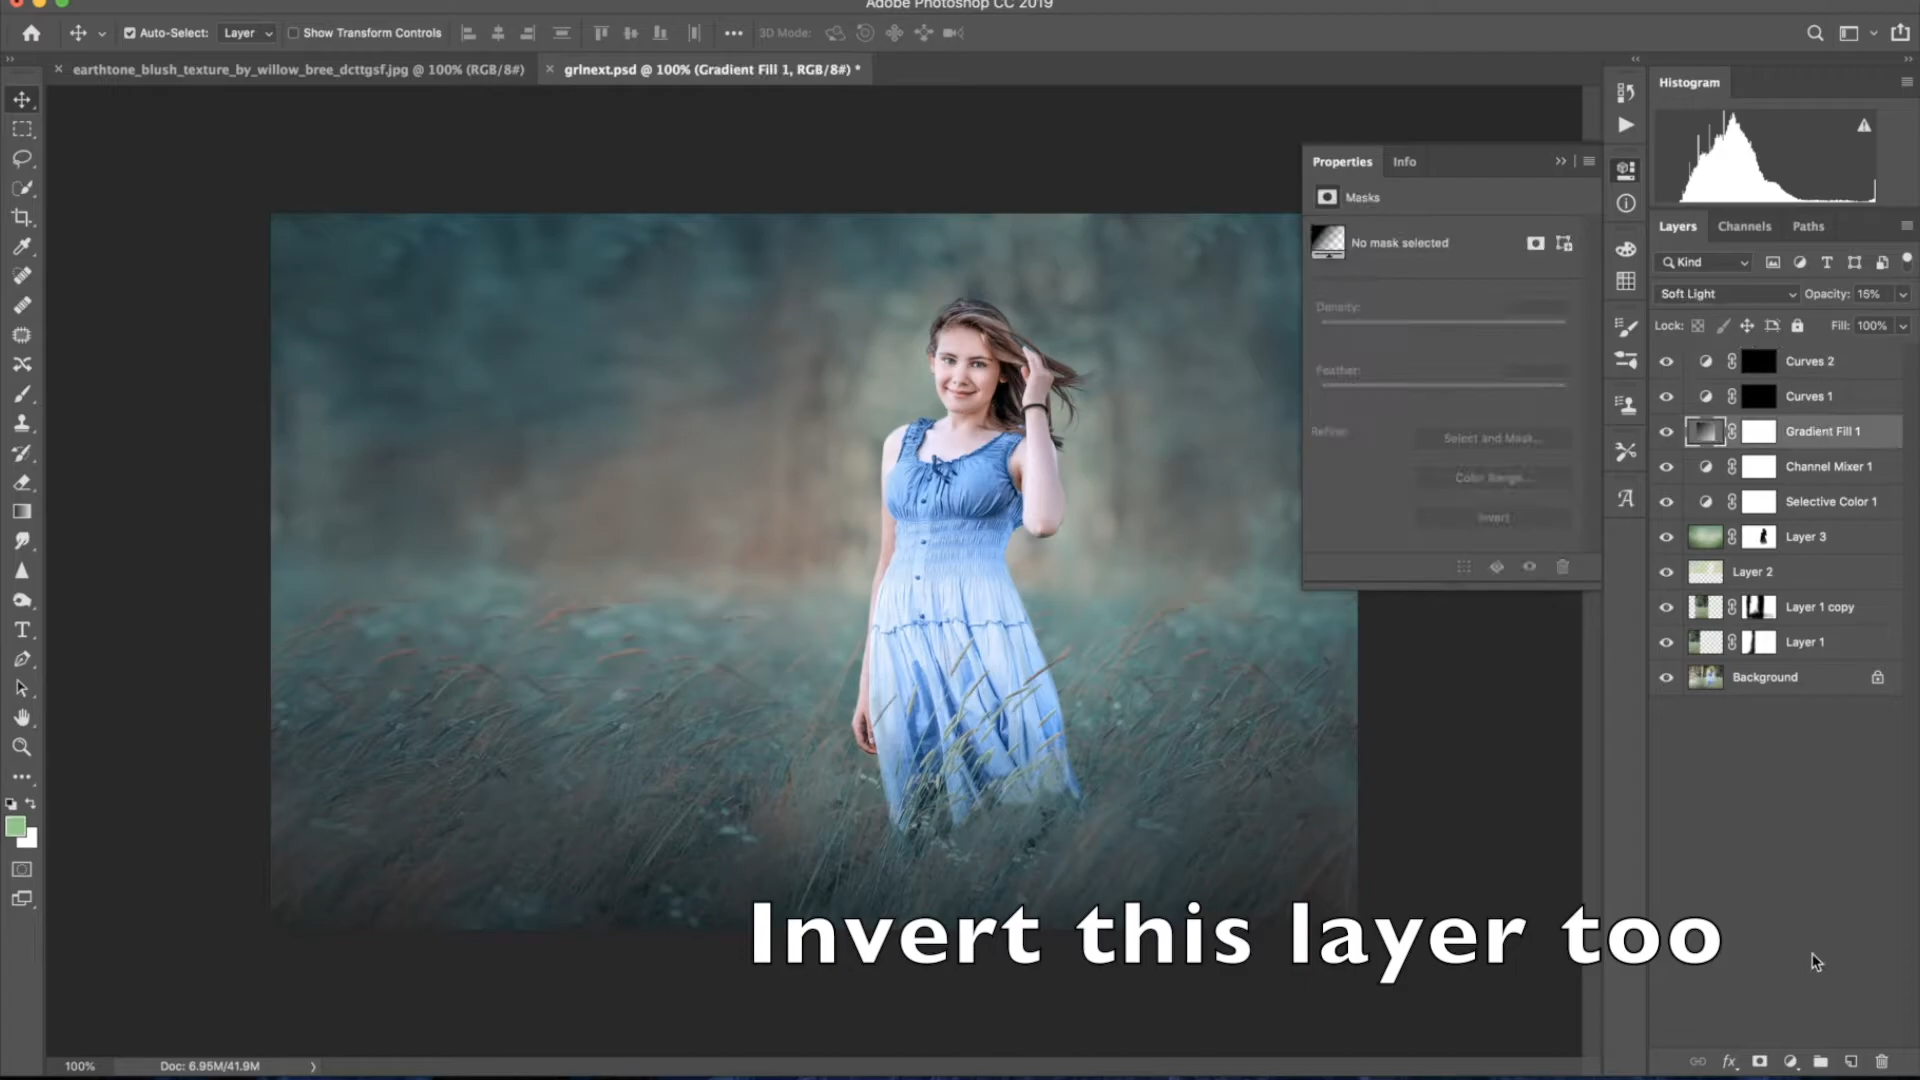 Adobe Photoshop CC 2019
Auto-Select: Layer Show Transform Controls 3D Mode:
earthtone_blush_texture_by_willow_bree_dcttgsf.jpg @ 100% (RGB/8#)
grlnext.psd @ 100% (Gradient Fill 1, RGB/8#) *
Properties Info
Masks
No mask selected
Density:
Feather:
Refine:
Select and Mask...
Color Range...
Invert
Histogram
Layers Channels Paths
Kind
Soft Light Opacity: 15%
Lock: Fill: 100%
Curves 2
Curves 1
Gradient Fill 1
Channel Mixer 1
Selective Color 1
Layer 3
Layer 2
Layer 1 copy
Layer 1
Background
Invert this layer too
100% Doc: 6.95M/41.9M